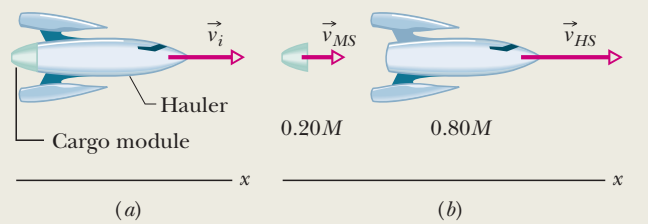 v⃗i
Hauler
Cargo module
x
(a)
v⃗MS
v⃗HS
0.20M
0.80M
x
(b)